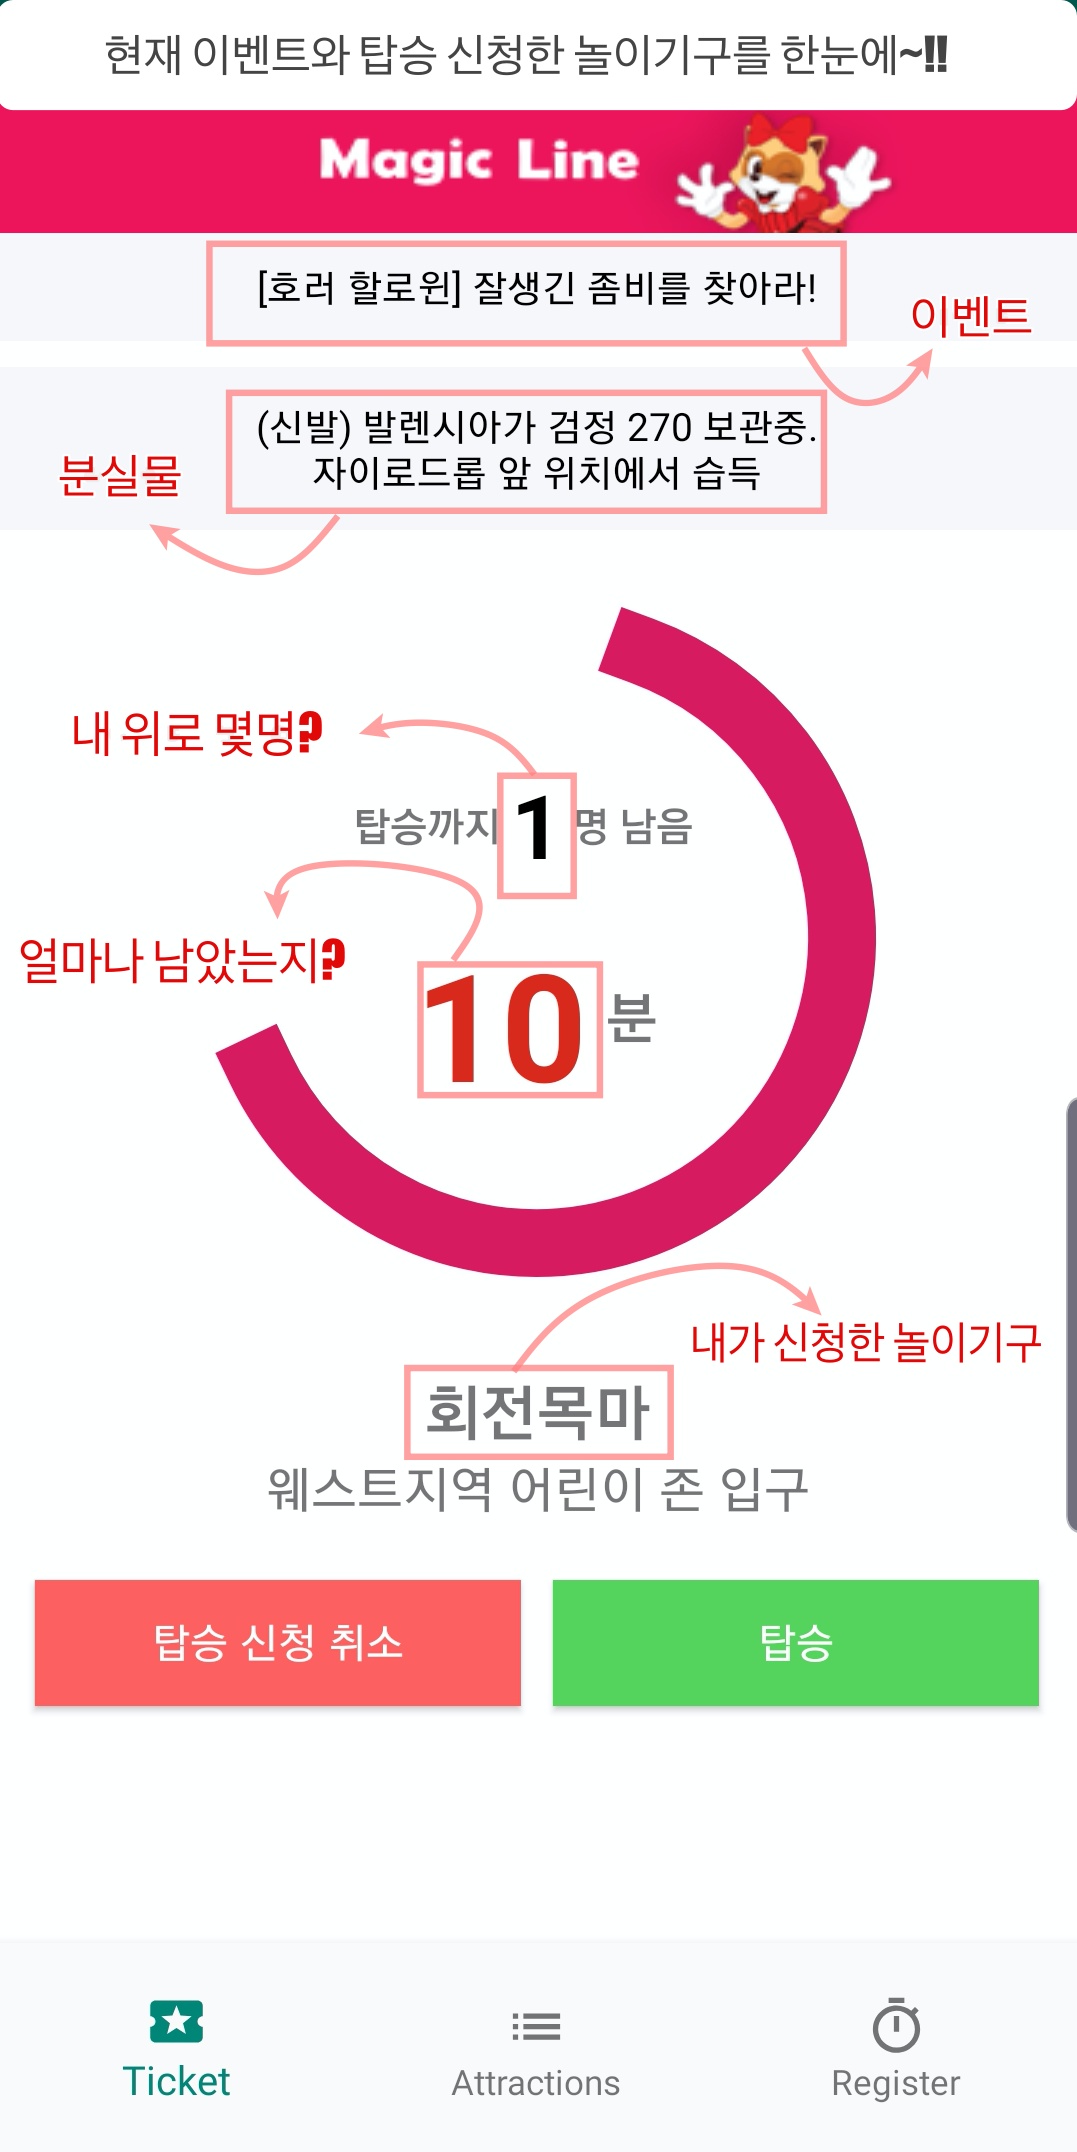 현재 이벤트와 탑승 신청한 놀이기구를 한눈에~!!
Magic Line
[호러 할로윈] 잘생긴 좀비를 찾아라!
이벤트
(신발) 발렌시아가 검정 270 보관중.
자이로드롭 앞 위치에서 습득
분실물
내 위로 몇명?
탑승까지 1 명 남음
얼마나 남았는지?
10 분
내가 신청한 놀이기구
회전목마
웨스트지역 어린이 존 입구
탑승 신청 취소
탑승
Ticket
Attractions
Register